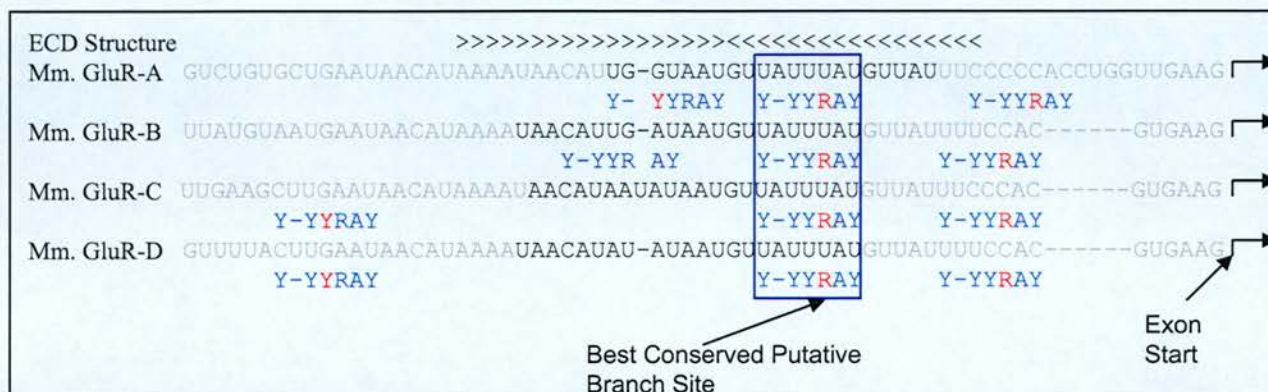 ECD Structure >>>>>>>>>>>>>>>>>>><<<<<<<<<<<<<<<<<
Mm. GluR-A GUCUGUGCUGAAUAACAUAAAAUAACAUUG-GUAAUGUUAUUUAUGUUAUUUCCCCCACCUGGUUGAAG
Y- YYRAY Y-YYRAY Y-YYRAY
Mm. GluR-B UUAUGUAAUGAAUAACAUAAAAUAACAUUG-AUAAUGUUAUUUAUGUUAUUUUCCAC------GUGAAG
Y-YYR AY Y-YYRAY Y-YYRAY
Mm. GluR-C UUGAAGCUUGAAUAACAUAAAAUAACAUAAUAUAAUGUUAUUUAUGUUAUUUCCCAC------GUGAAG
Y-YYRAY Y-YYRAY Y-YYRAY
Mm. GluR-D GUUUUACUUGAAUAACAUAAAAUAACAUAU-AUAAUGUUAUUUAUGUUAUUUUCCAC------GUGAAG
Y-YYRAY Y-YYRAY Y-YYRAY
Best Conserved Putative
Branch Site
Exon
Start